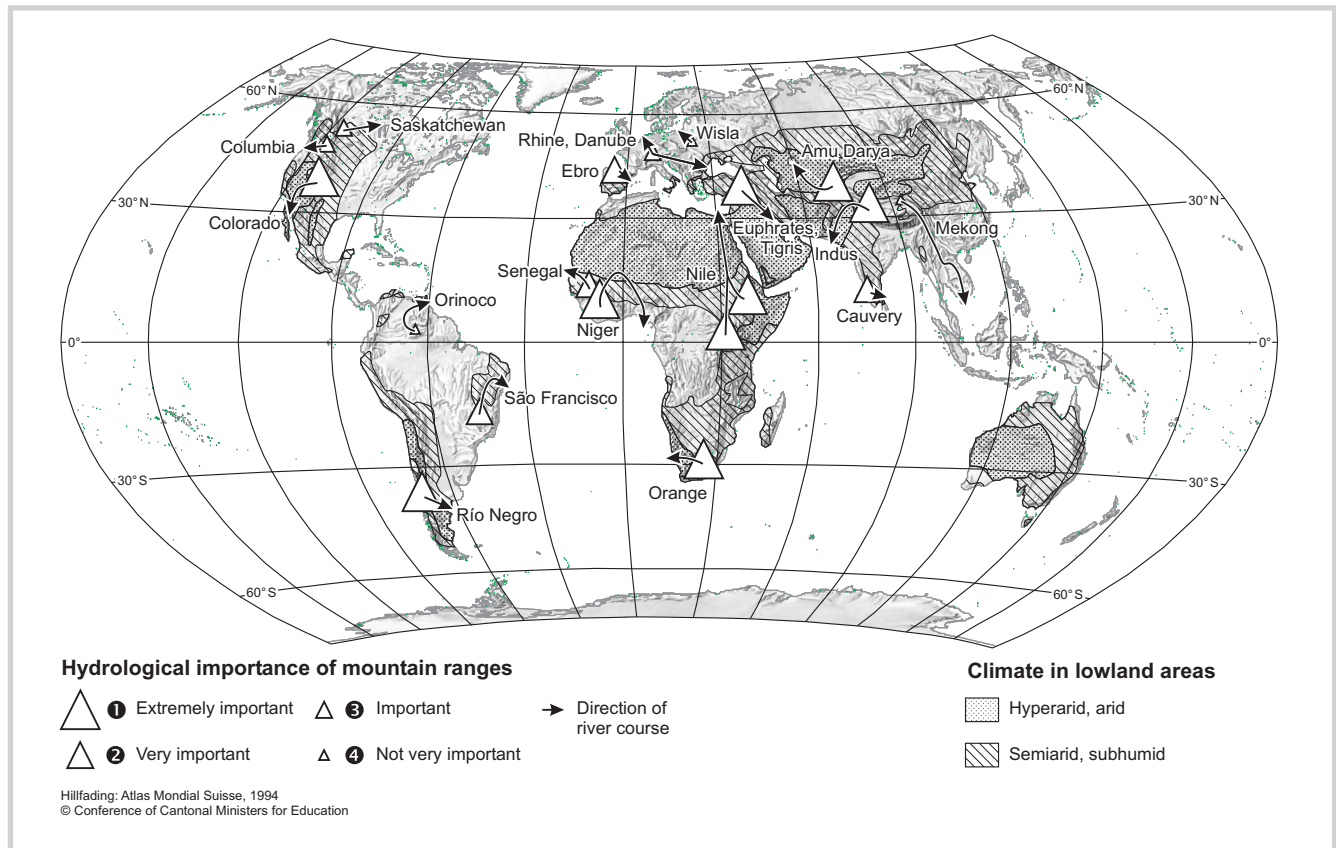 60°N
60°N
Saskatchewan
Columbia
Rhine, Danube
Wisla
Ebro
Amu Darya
30°N
30°N
Colorado
Euphrates,
Tigris
Indus
Mekong
Senegal
Nile
Orinoco
Niger
Cauvery
0°
0°
São Francisco
30°S
30°S
Orange
Río Negro
60°S
60°S
Hydrological importance of mountain ranges
❶ Extremely important
❸ Important
Direction of
river course
❷ Very important
❹ Not very important
Climate in lowland areas
Hyperarid, arid
Semiarid, subhumid
Hillfading: Atlas Mondial Suisse, 1994
© Conference of Cantonal Ministers for Education